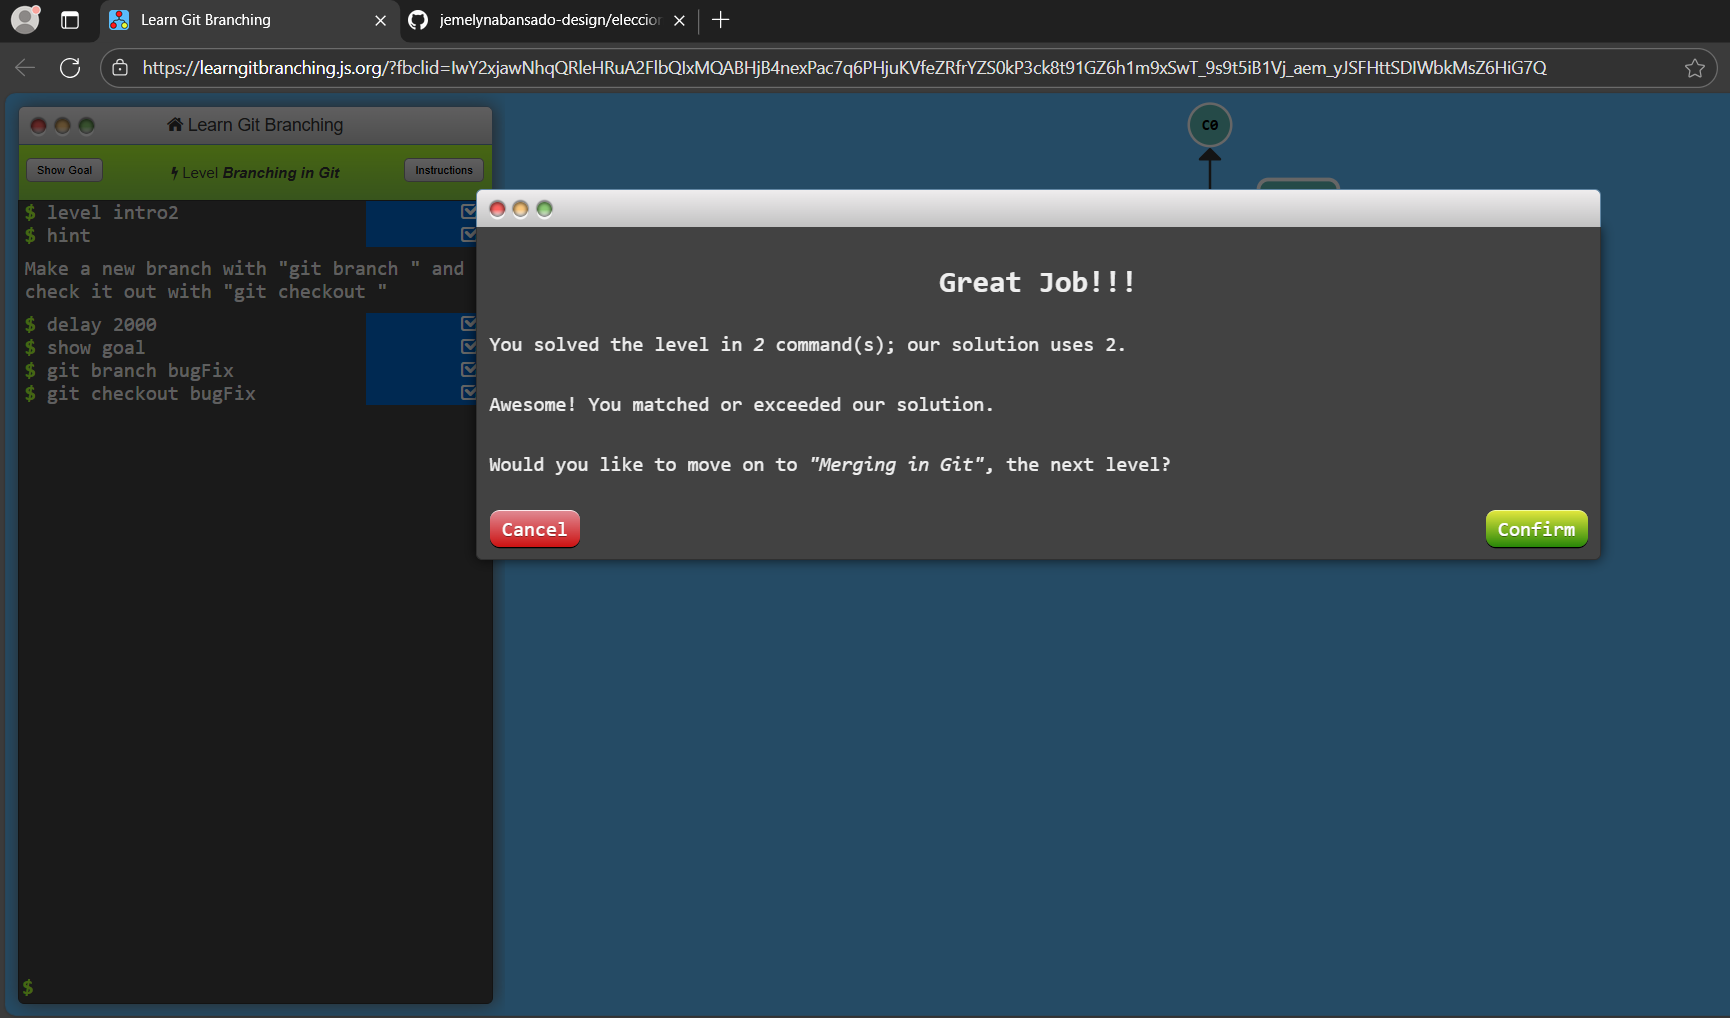 Learn Git Branching
jemelynabansado-design/eleccion
https://learngitbranching.js.org/?fbclid=IwY2xjawNhqQRleHRuA2FlbQIxMQABHjB4nexPac7q6PHjuKVfeZRfrYZS0kP3ck8t91GZ6h1m9xSwT_9s9t5iB1Vj_aem_yJSFHttSDIWbkMsZ6HiG7Q
Learn Git Branching
Show Goal
Level Branching in Git
Instructions
$ level intro2
$ hint
Make a new branch with "git branch " and
check it out with "git checkout "
$ delay 2000
$ show goal
$ git branch bugFix
$ git checkout bugFix
$
C0
Great Job!!!
You solved the level in 2 command(s); our solution uses 2.
Awesome! You matched or exceeded our solution.
Would you like to move on to "Merging in Git", the next level?
Cancel
Confirm